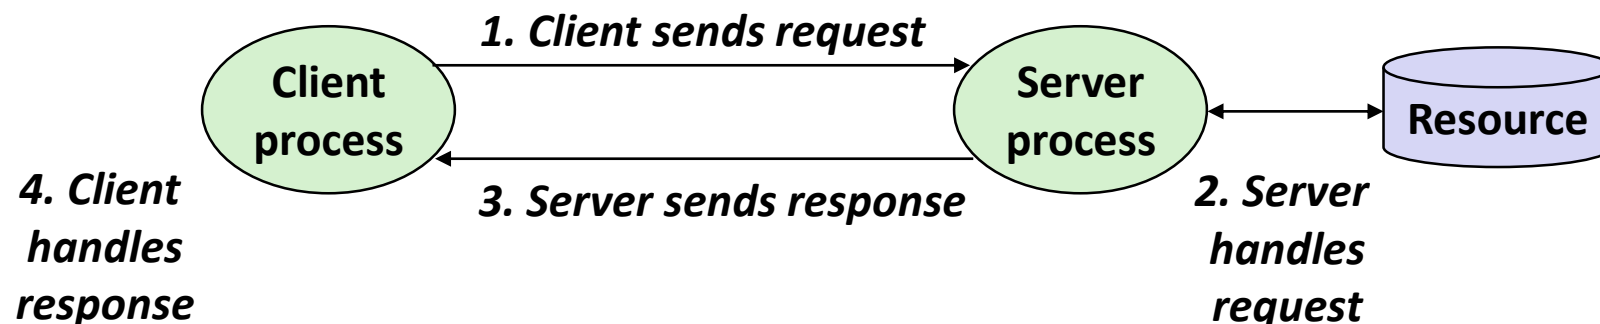 1. Client sends request
Client
process
Server
process
Resource
3. Server sends response
4. Client
handles
response
2. Server
handles
request